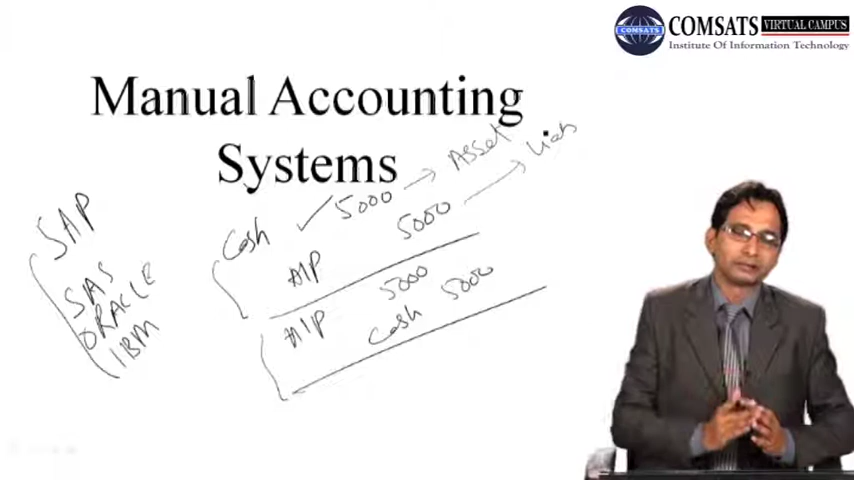 COMSATS VIRTUAL CAMPUS
COMSATS
Institute Of Information Technology
Manual Accounting
Systems
Cash ✓ 5000 → Asset
A/P 5000 → Liab
A/P 5000
Cash 5000
SAP
SAS
ORACLE
IBM